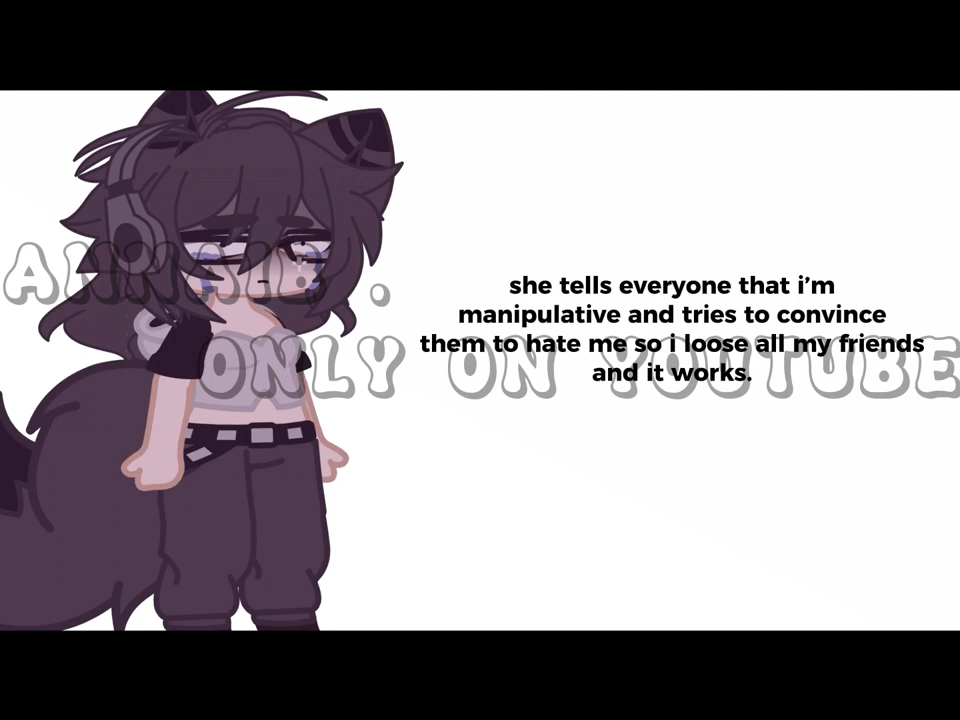 she tells everyone that i’m
manipulative and tries to convince
them to hate me so i loose all my friends
and it works.
ONLY ON YOUTUBE